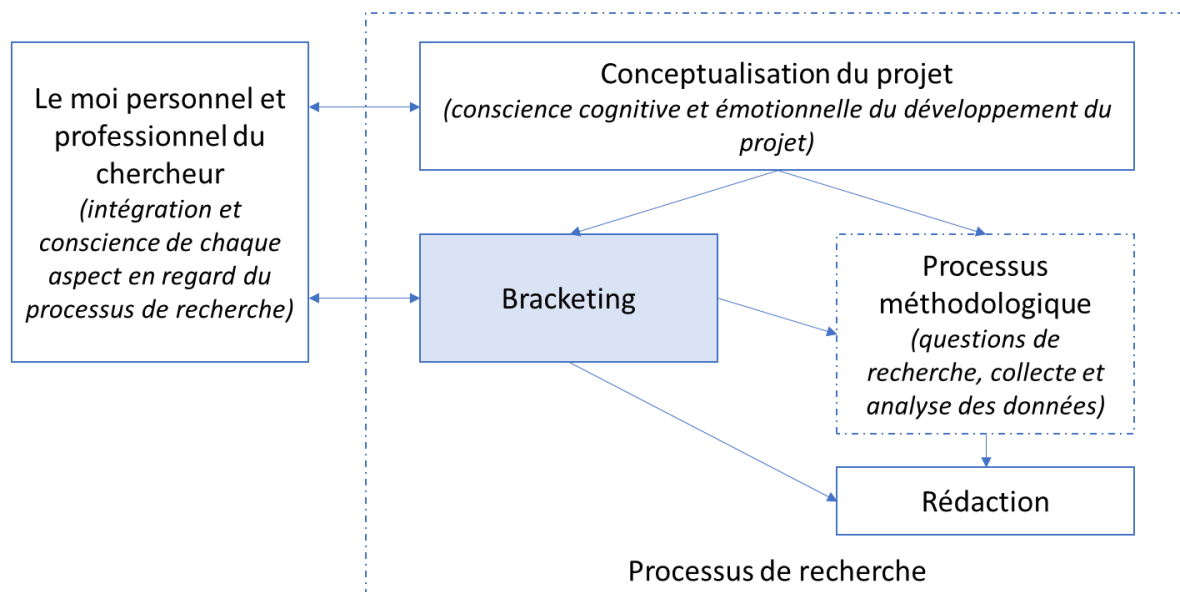 Le moi personnel et
professionnel du
chercheur
(intégration et
conscience de chaque
aspect en regard du
processus de recherche)
Conceptualisation du projet
(conscience cognitive et émotionnelle du développement du
projet)
Bracketing
Processus
méthodologique
(questions de
recherche, collecte et
analyse des données)
Rédaction
Processus de recherche